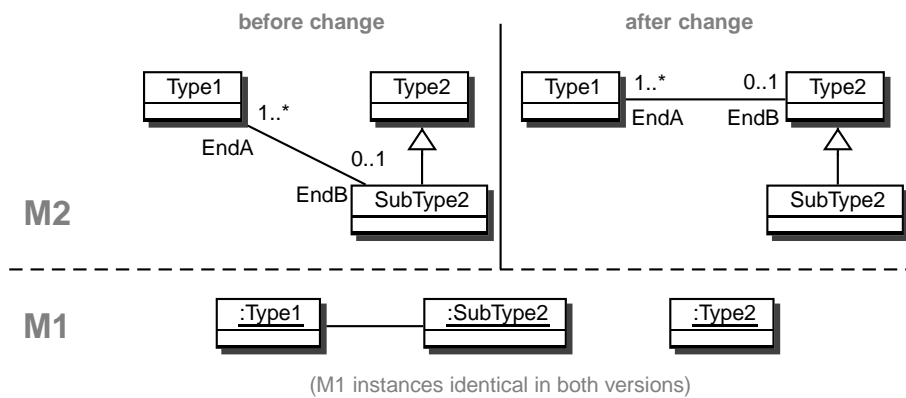 before change
after change
Type1
Type2
1..*
EndA
0..1
EndB
SubType2
Type1
1..*
0..1
Type2
EndA
EndB
SubType2
M2
M1
:Type1
:SubType2
:Type2
(M1 instances identical in both versions)